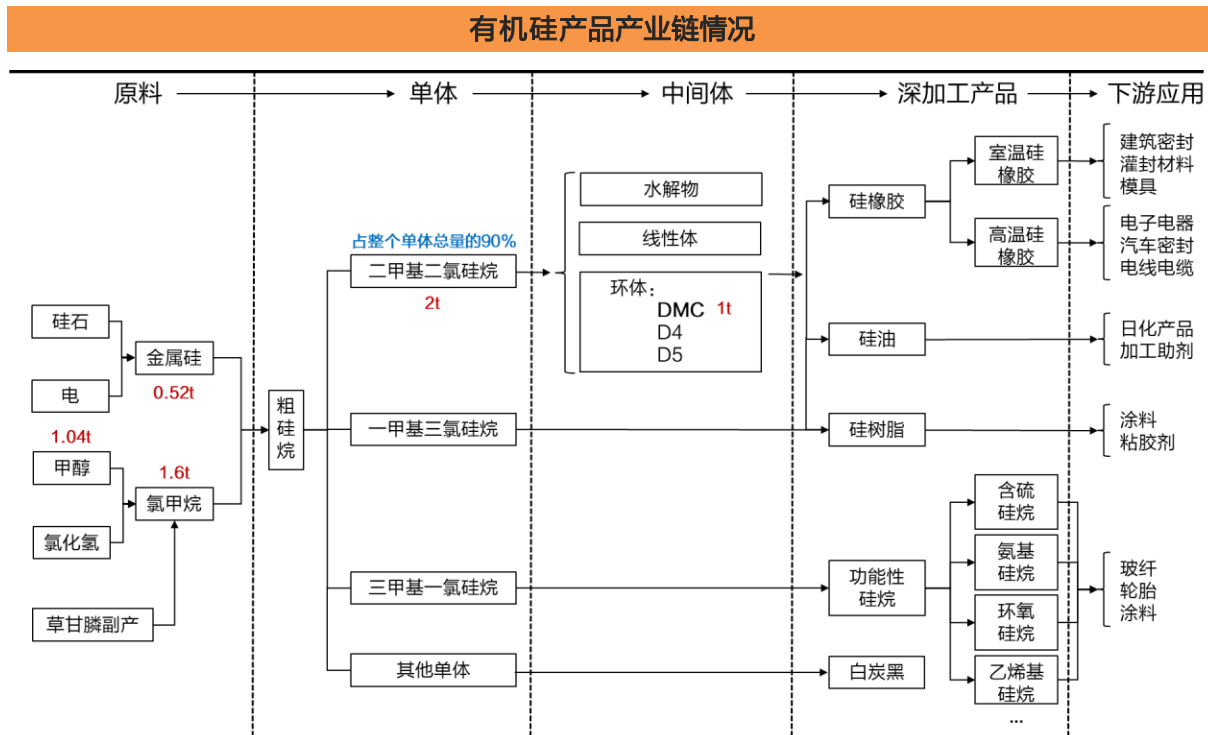 有机硅产品产业链情况
原料
单体
中间体
深加工产品
下游应用
硅石
电
金属硅
0.52t
1.04t
甲醇
1.6t
氯甲烷
氯化氢
草甘膦副产
粗
硅
烷
占整个单体总量的90%
二甲基二氯硅烷
2t
一甲基三氯硅烷
三甲基一氯硅烷
其他单体
水解物
线性体
环体：
DMC 1t
D4
D5
硅橡胶
硅油
硅树脂
功能性
硅烷
白炭黑
室温硅
橡胶
高温硅
橡胶
含硫
硅烷
氨基
硅烷
环氧
硅烷
乙烯基
硅烷
...
建筑密封
灌封材料
模具
电子电器
汽车密封
电线电缆
日化产品
加工助剂
涂料
粘胶剂
玻纤
轮胎
涂料